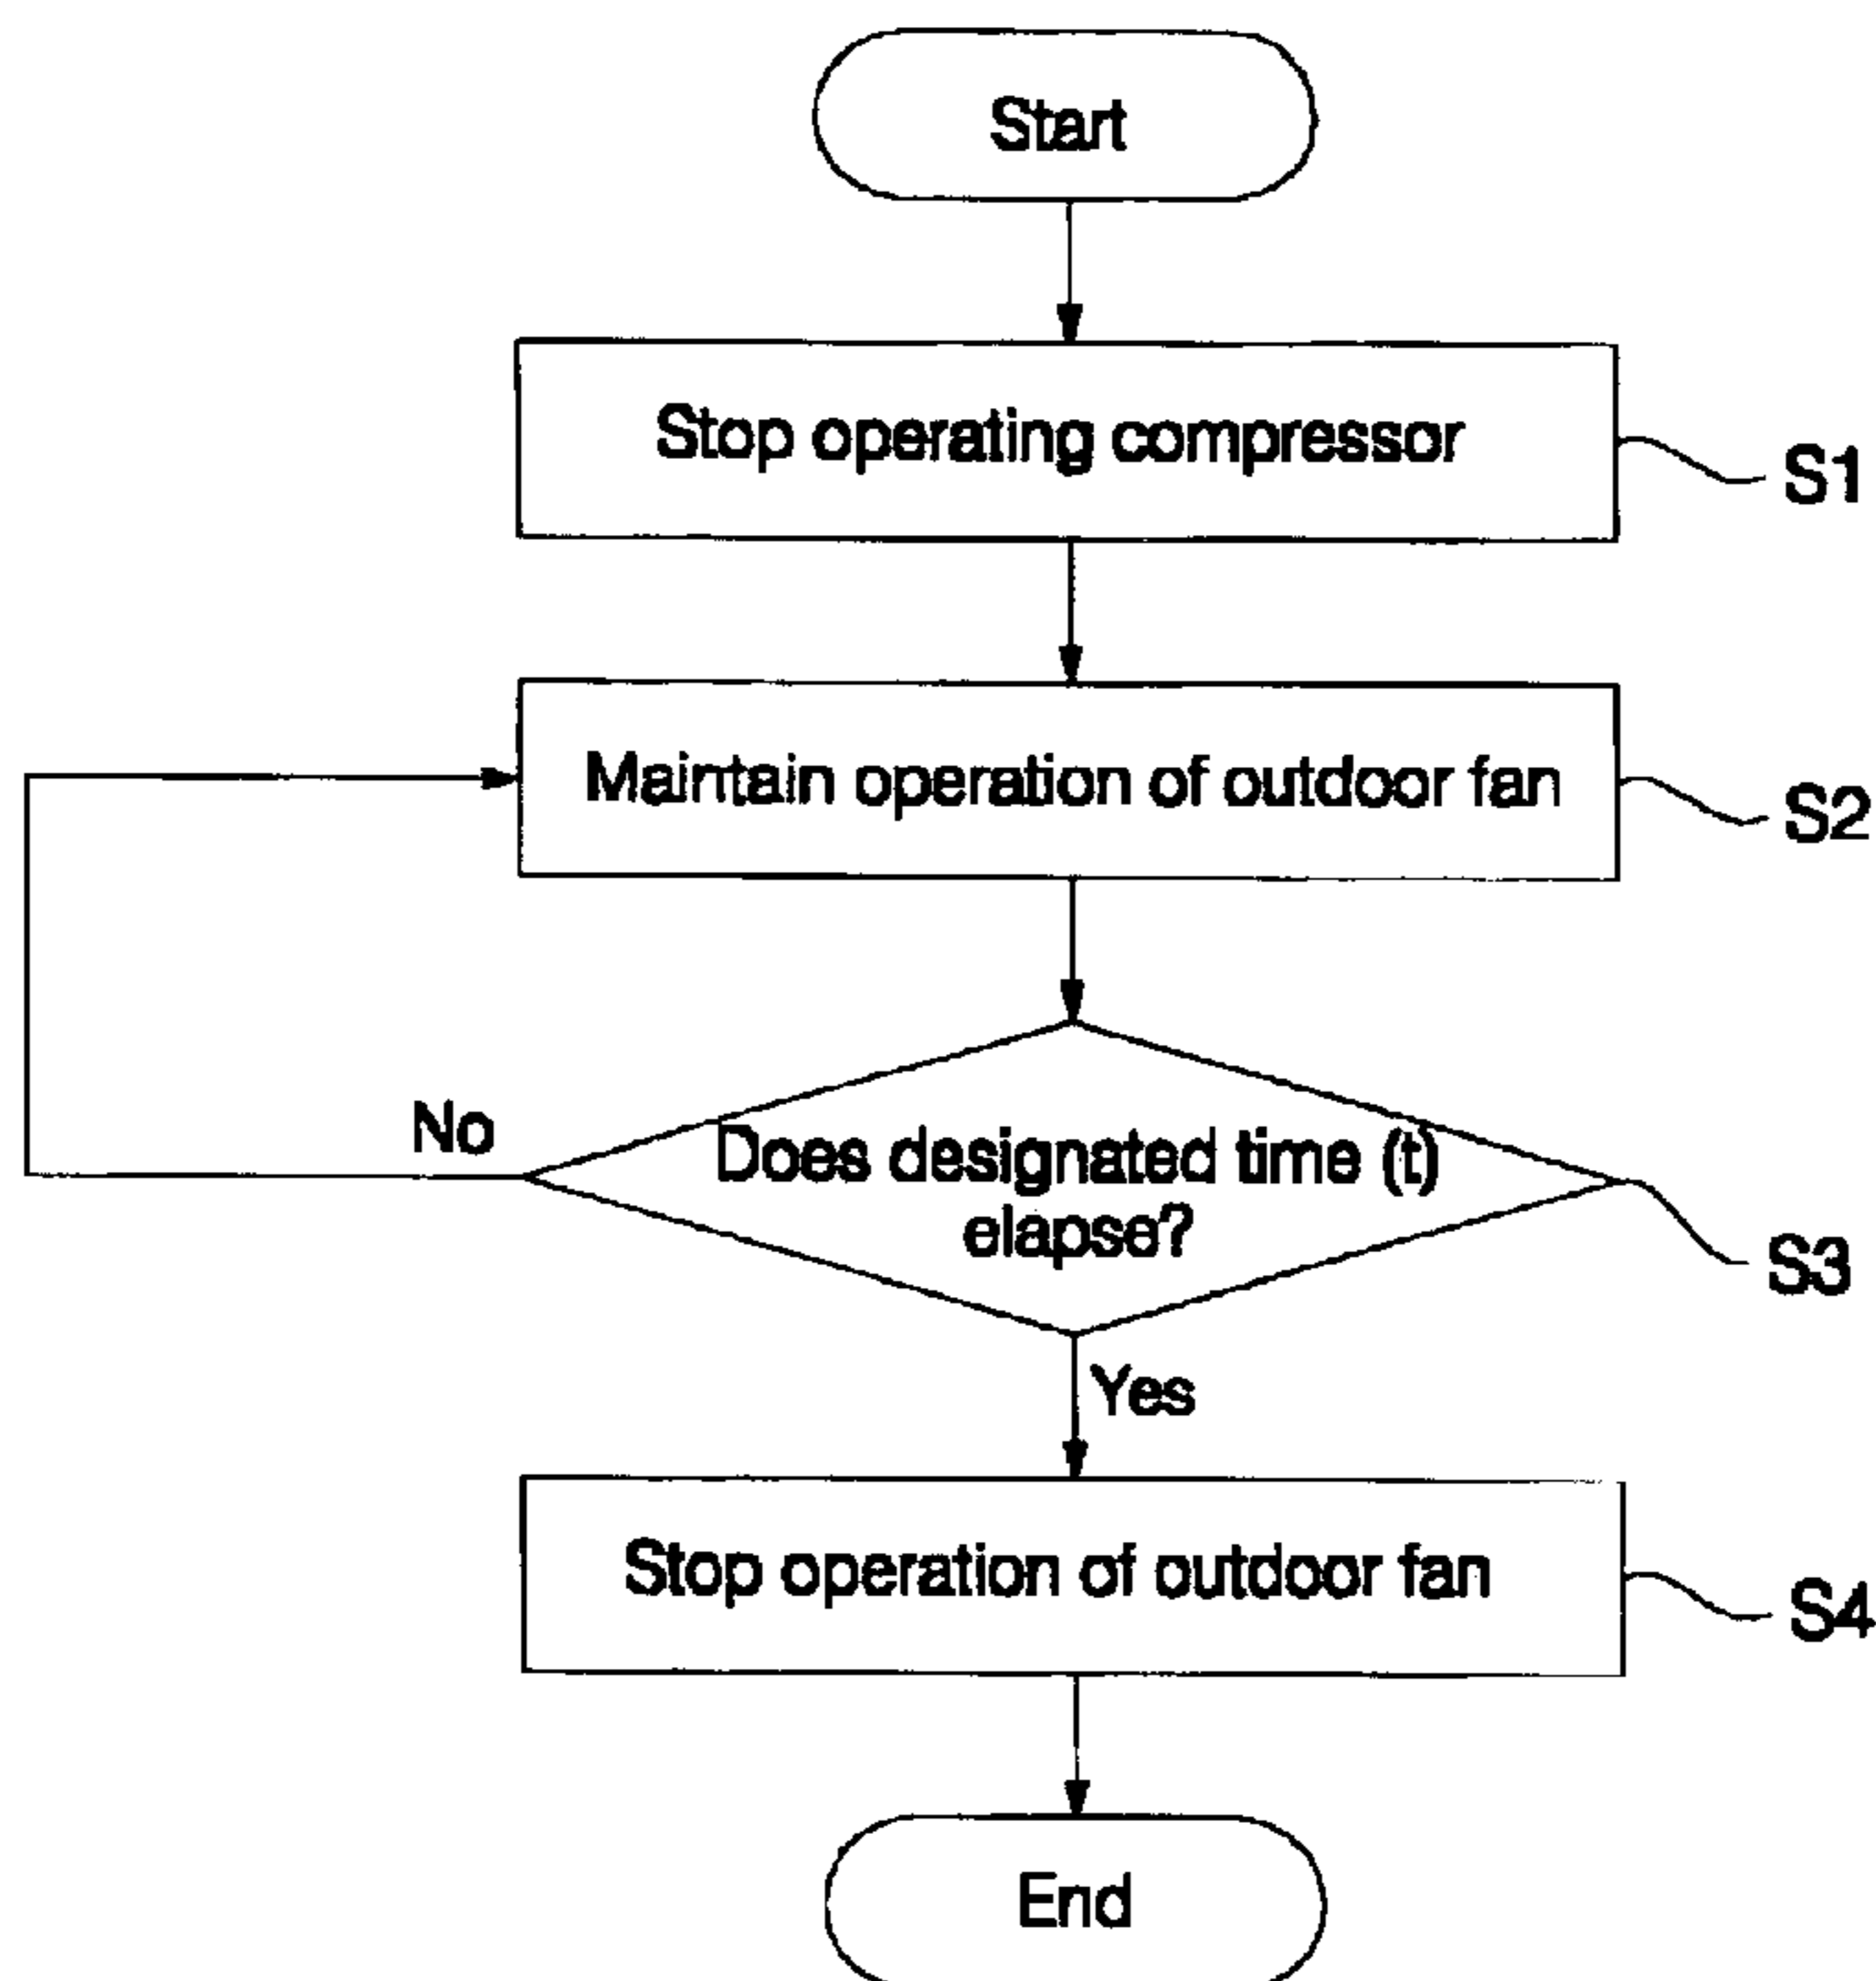 Start
Stop operating compressor
S1
Maintain operation of outdoor fan
S2
No
Does designated time (t)
elapse?
S3
Yes
Stop operation of outdoor fan
S4
End